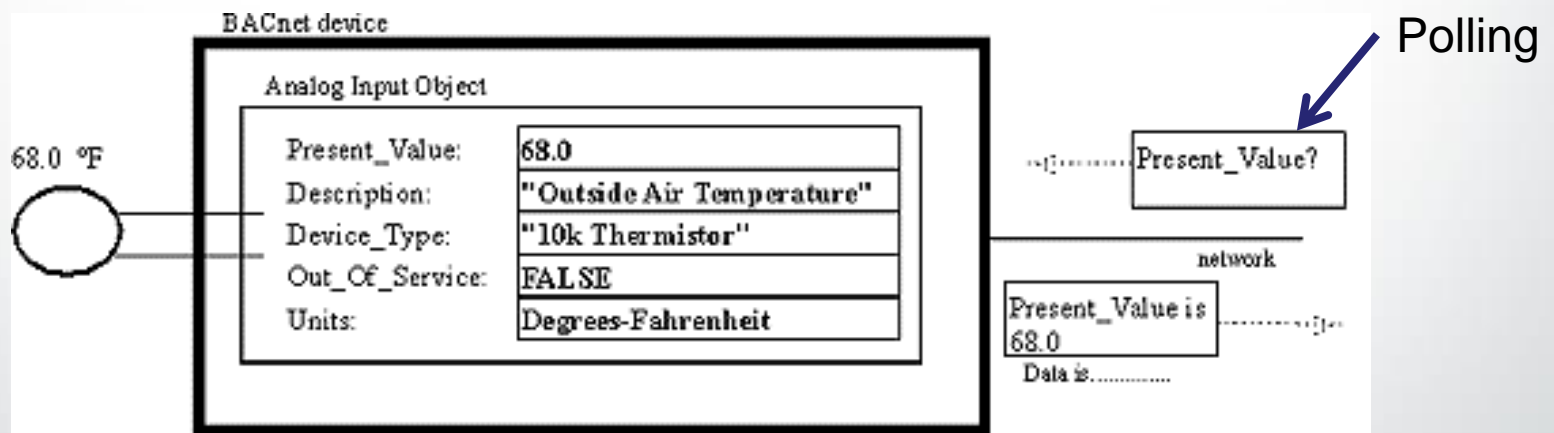 BACnet device
Polling
Analog Input Object
68.0 °F
Present_Value: 68.0
Description: "Outside Air Temperature"
Device_Type: "10k Thermistor"
Out_Of_Service: FALSE
Units: Degrees-Fahrenheit
Present_Value?
network
Present_Value is
68.0
Data is..............